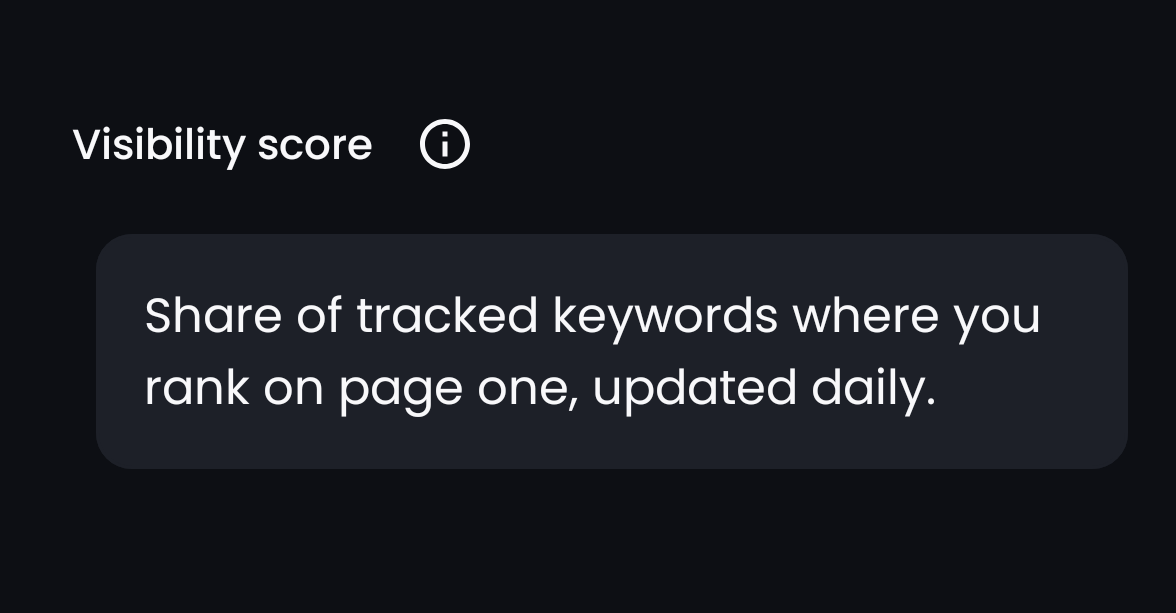 Visibility score
Share of tracked keywords where you
rank on page one, updated daily.